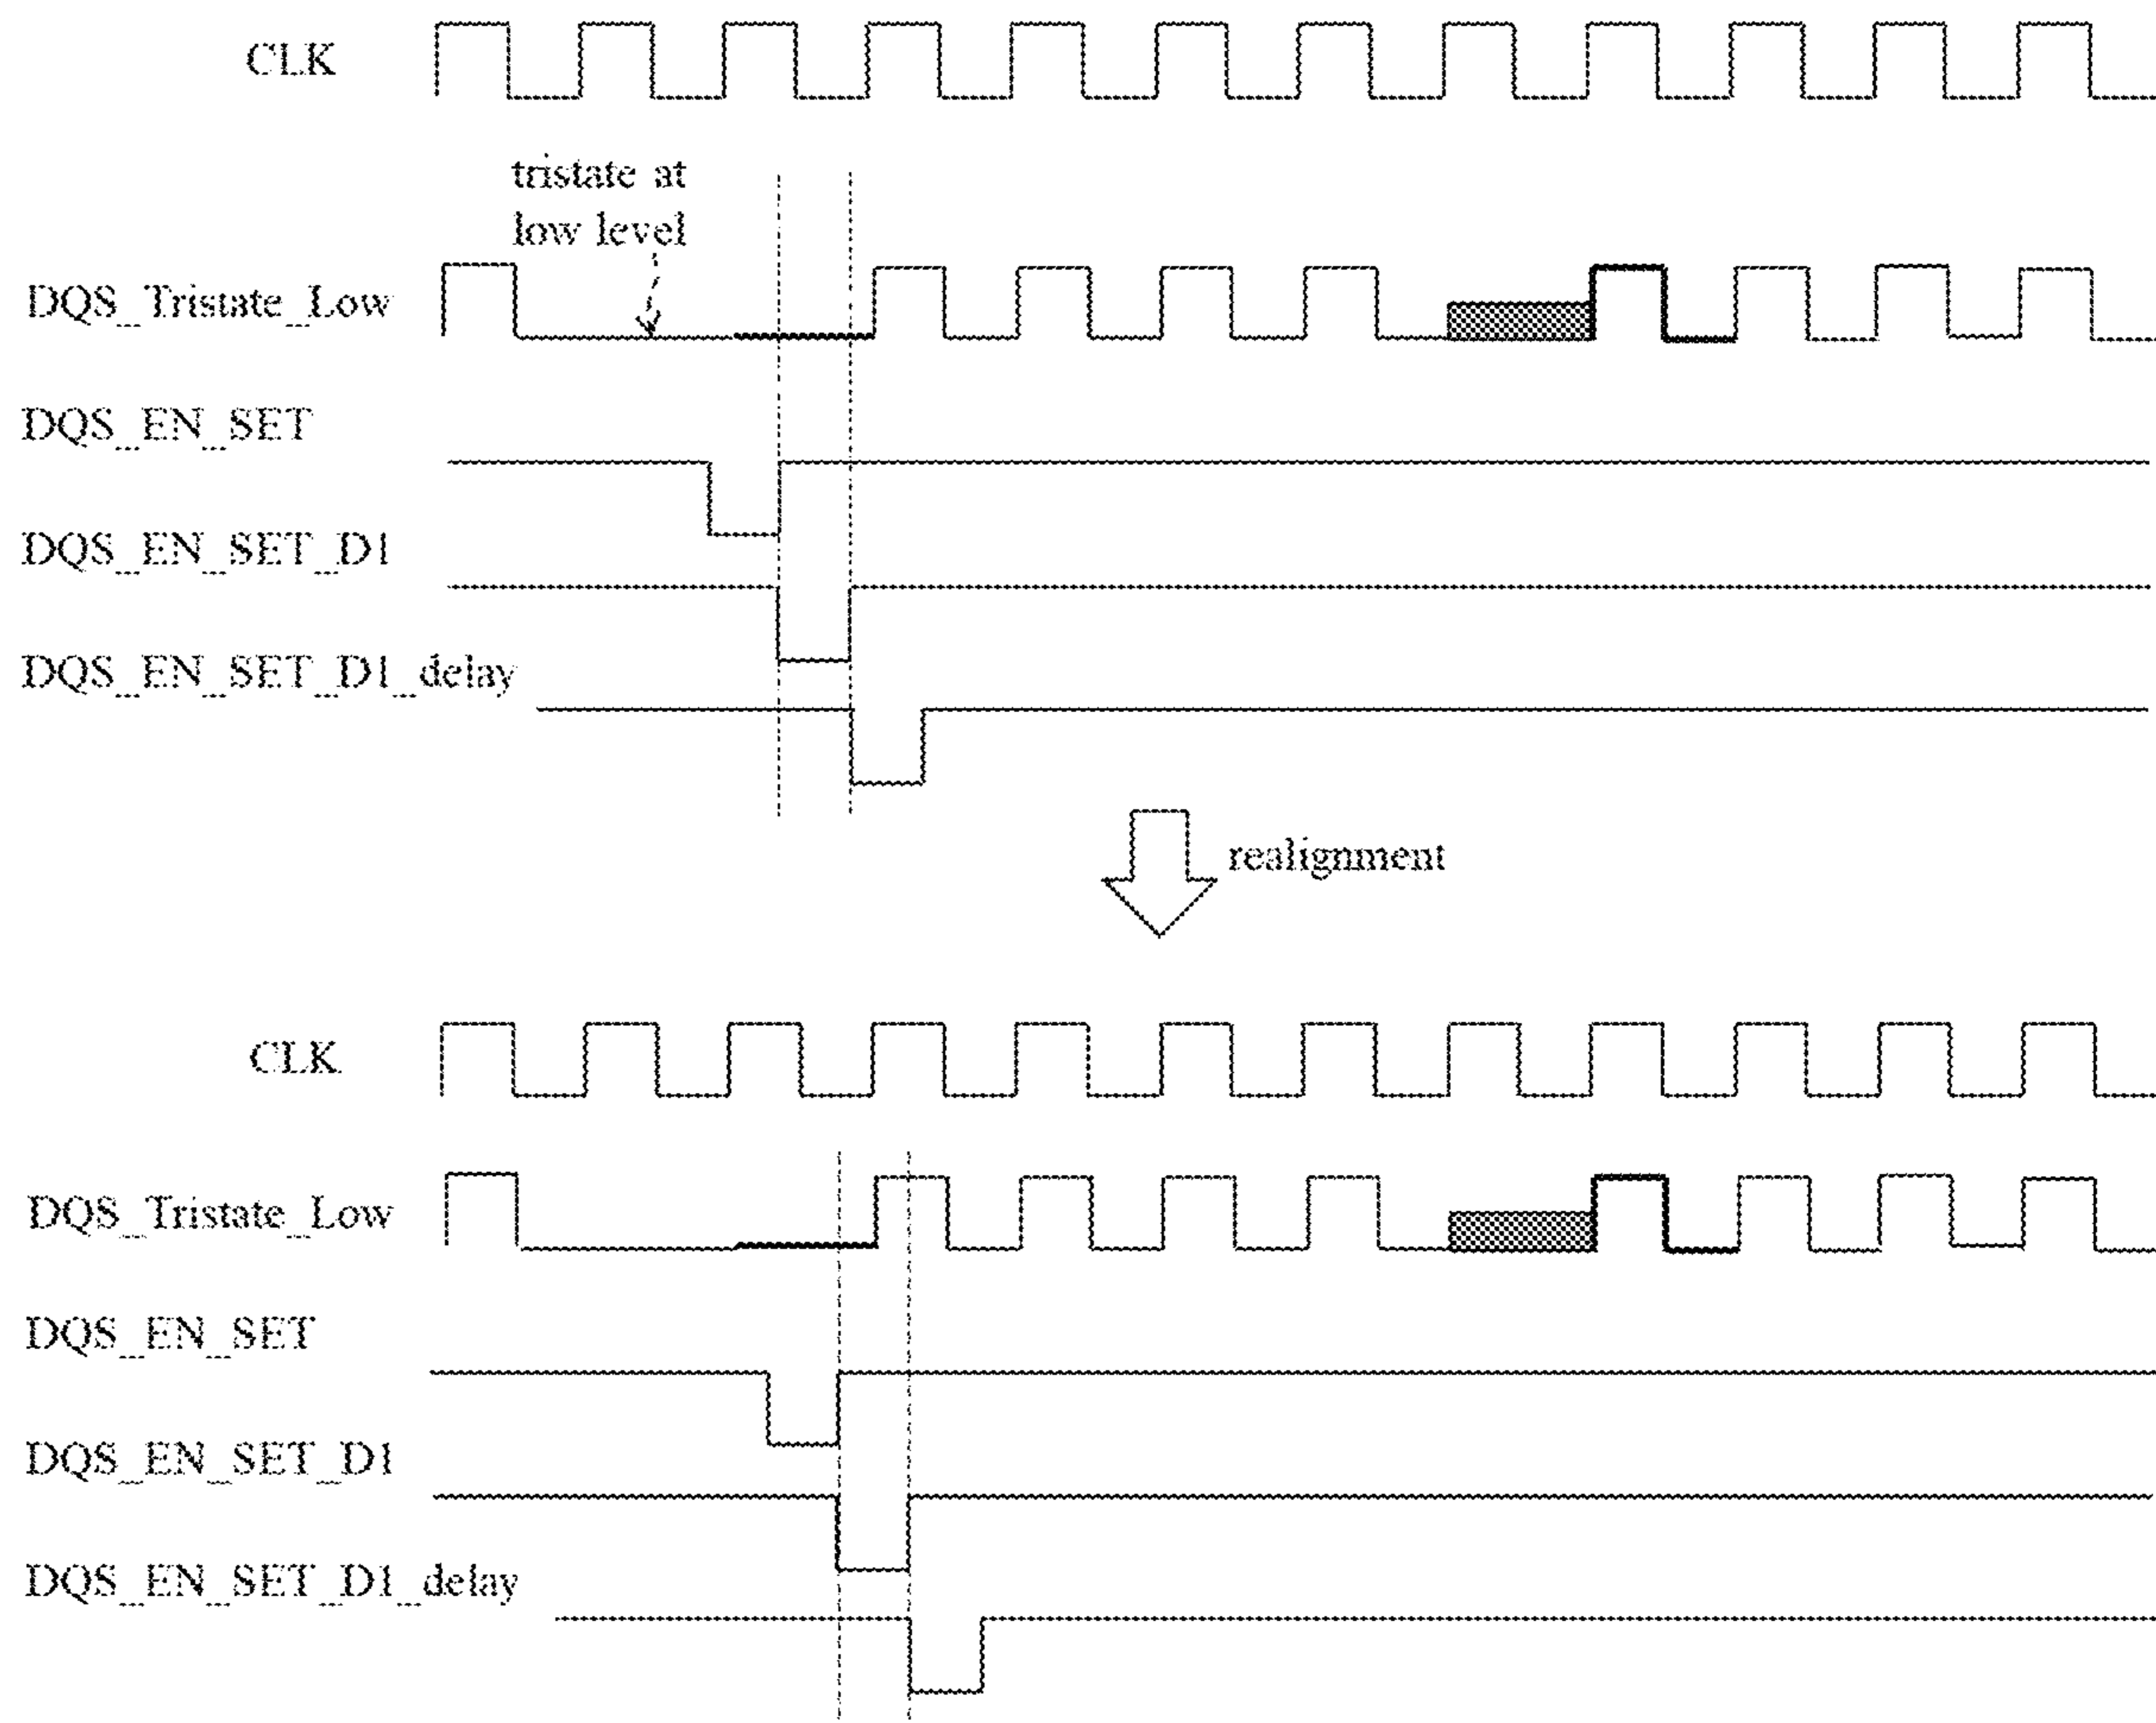 CLK
tristate at
low level
DQS_Tristate_Low
DQS_EN_SET
DQS_EN_SET_D1
DQS_EN_SET_D1_delay
realignment
CLK
DQS_Tristate_Low
DQS_EN_SET
DQS_EN_SET_D1
DQS_EN_SET_D1_delay